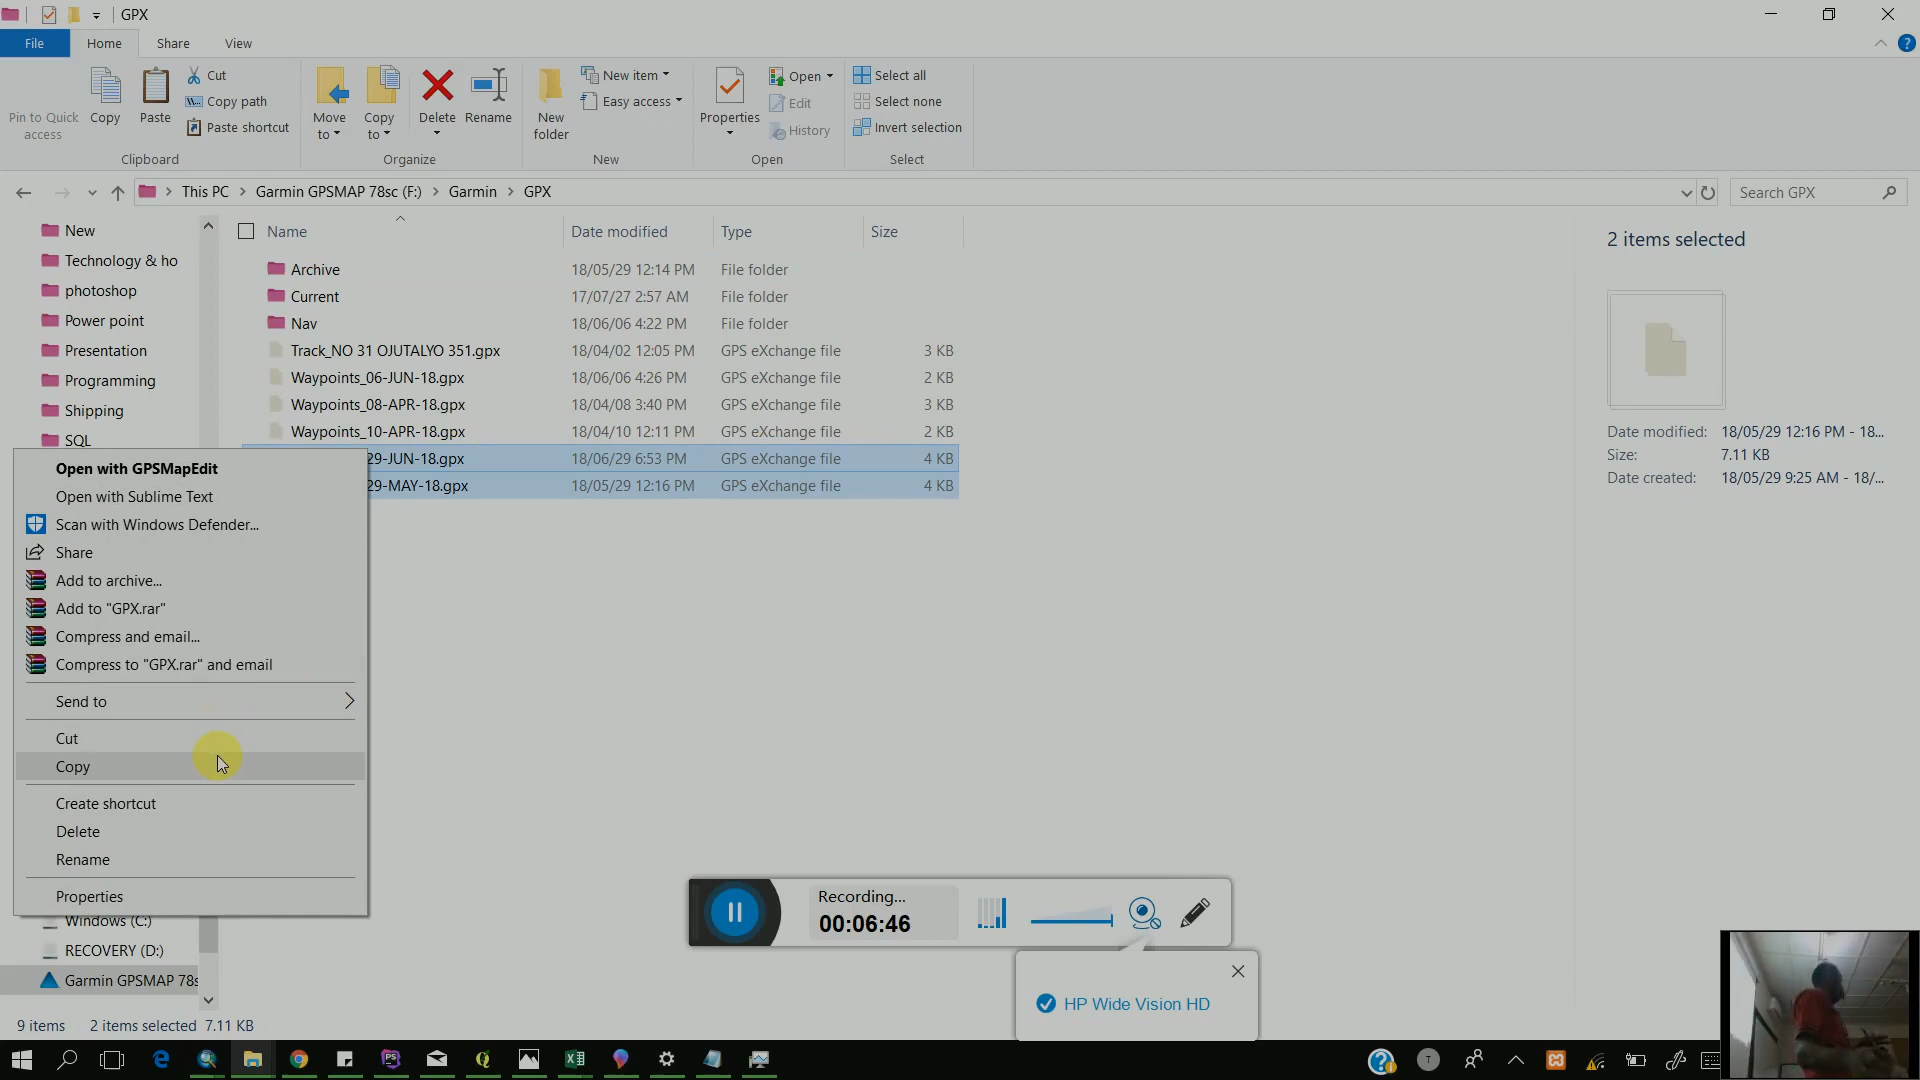 GPX
File
Home
Share
View
Pin to Quick access
Copy
Paste
Cut
Copy path
Paste shortcut
Clipboard
Move to
Copy to
Delete
Rename
Organize
New folder
New item
Easy access
New
Properties
Open
Edit
History
Open
Select all
Select none
Invert selection
Select
This PC > Garmin GPSMAP 78sc (F:) > Garmin > GPX
Search GPX
New
Technology & ho
photoshop
Power point
Presentation
Programming
Shipping
SQL
Name Date modified Type Size
Archive 18/05/29 12:14 PM File folder
Current 17/07/27 2:57 AM File folder
Nav 18/06/06 4:22 PM File folder
Track_NO 31 OJUTALYO 351.gpx 18/04/02 12:05 PM GPS eXchange file 3 KB
Waypoints_06-JUN-18.gpx 18/06/06 4:26 PM GPS eXchange file 2 KB
Waypoints_08-APR-18.gpx 18/04/08 3:40 PM GPS eXchange file 3 KB
Waypoints_10-APR-18.gpx 18/04/10 12:11 PM GPS eXchange file 2 KB
29-JUN-18.gpx 18/06/29 6:53 PM GPS eXchange file 4 KB
29-MAY-18.gpx 18/05/29 12:16 PM GPS eXchange file 4 KB
2 items selected
Date modified: 18/05/29 12:16 PM - 18...
Size: 7.11 KB
Date created: 18/05/29 9:25 AM - 18/...
Open with GPSMapEdit
Open with Sublime Text
Scan with Windows Defender...
Share
Add to archive...
Add to "GPX.rar"
Compress and email...
Compress to "GPX.rar" and email
Send to
Cut
Copy
Create shortcut
Delete
Rename
Properties
Windows (C:)
RECOVERY (D:)
Garmin GPSMAP 78s
Recording...
00:06:46
HP Wide Vision HD
9 items 2 items selected 7.11 KB